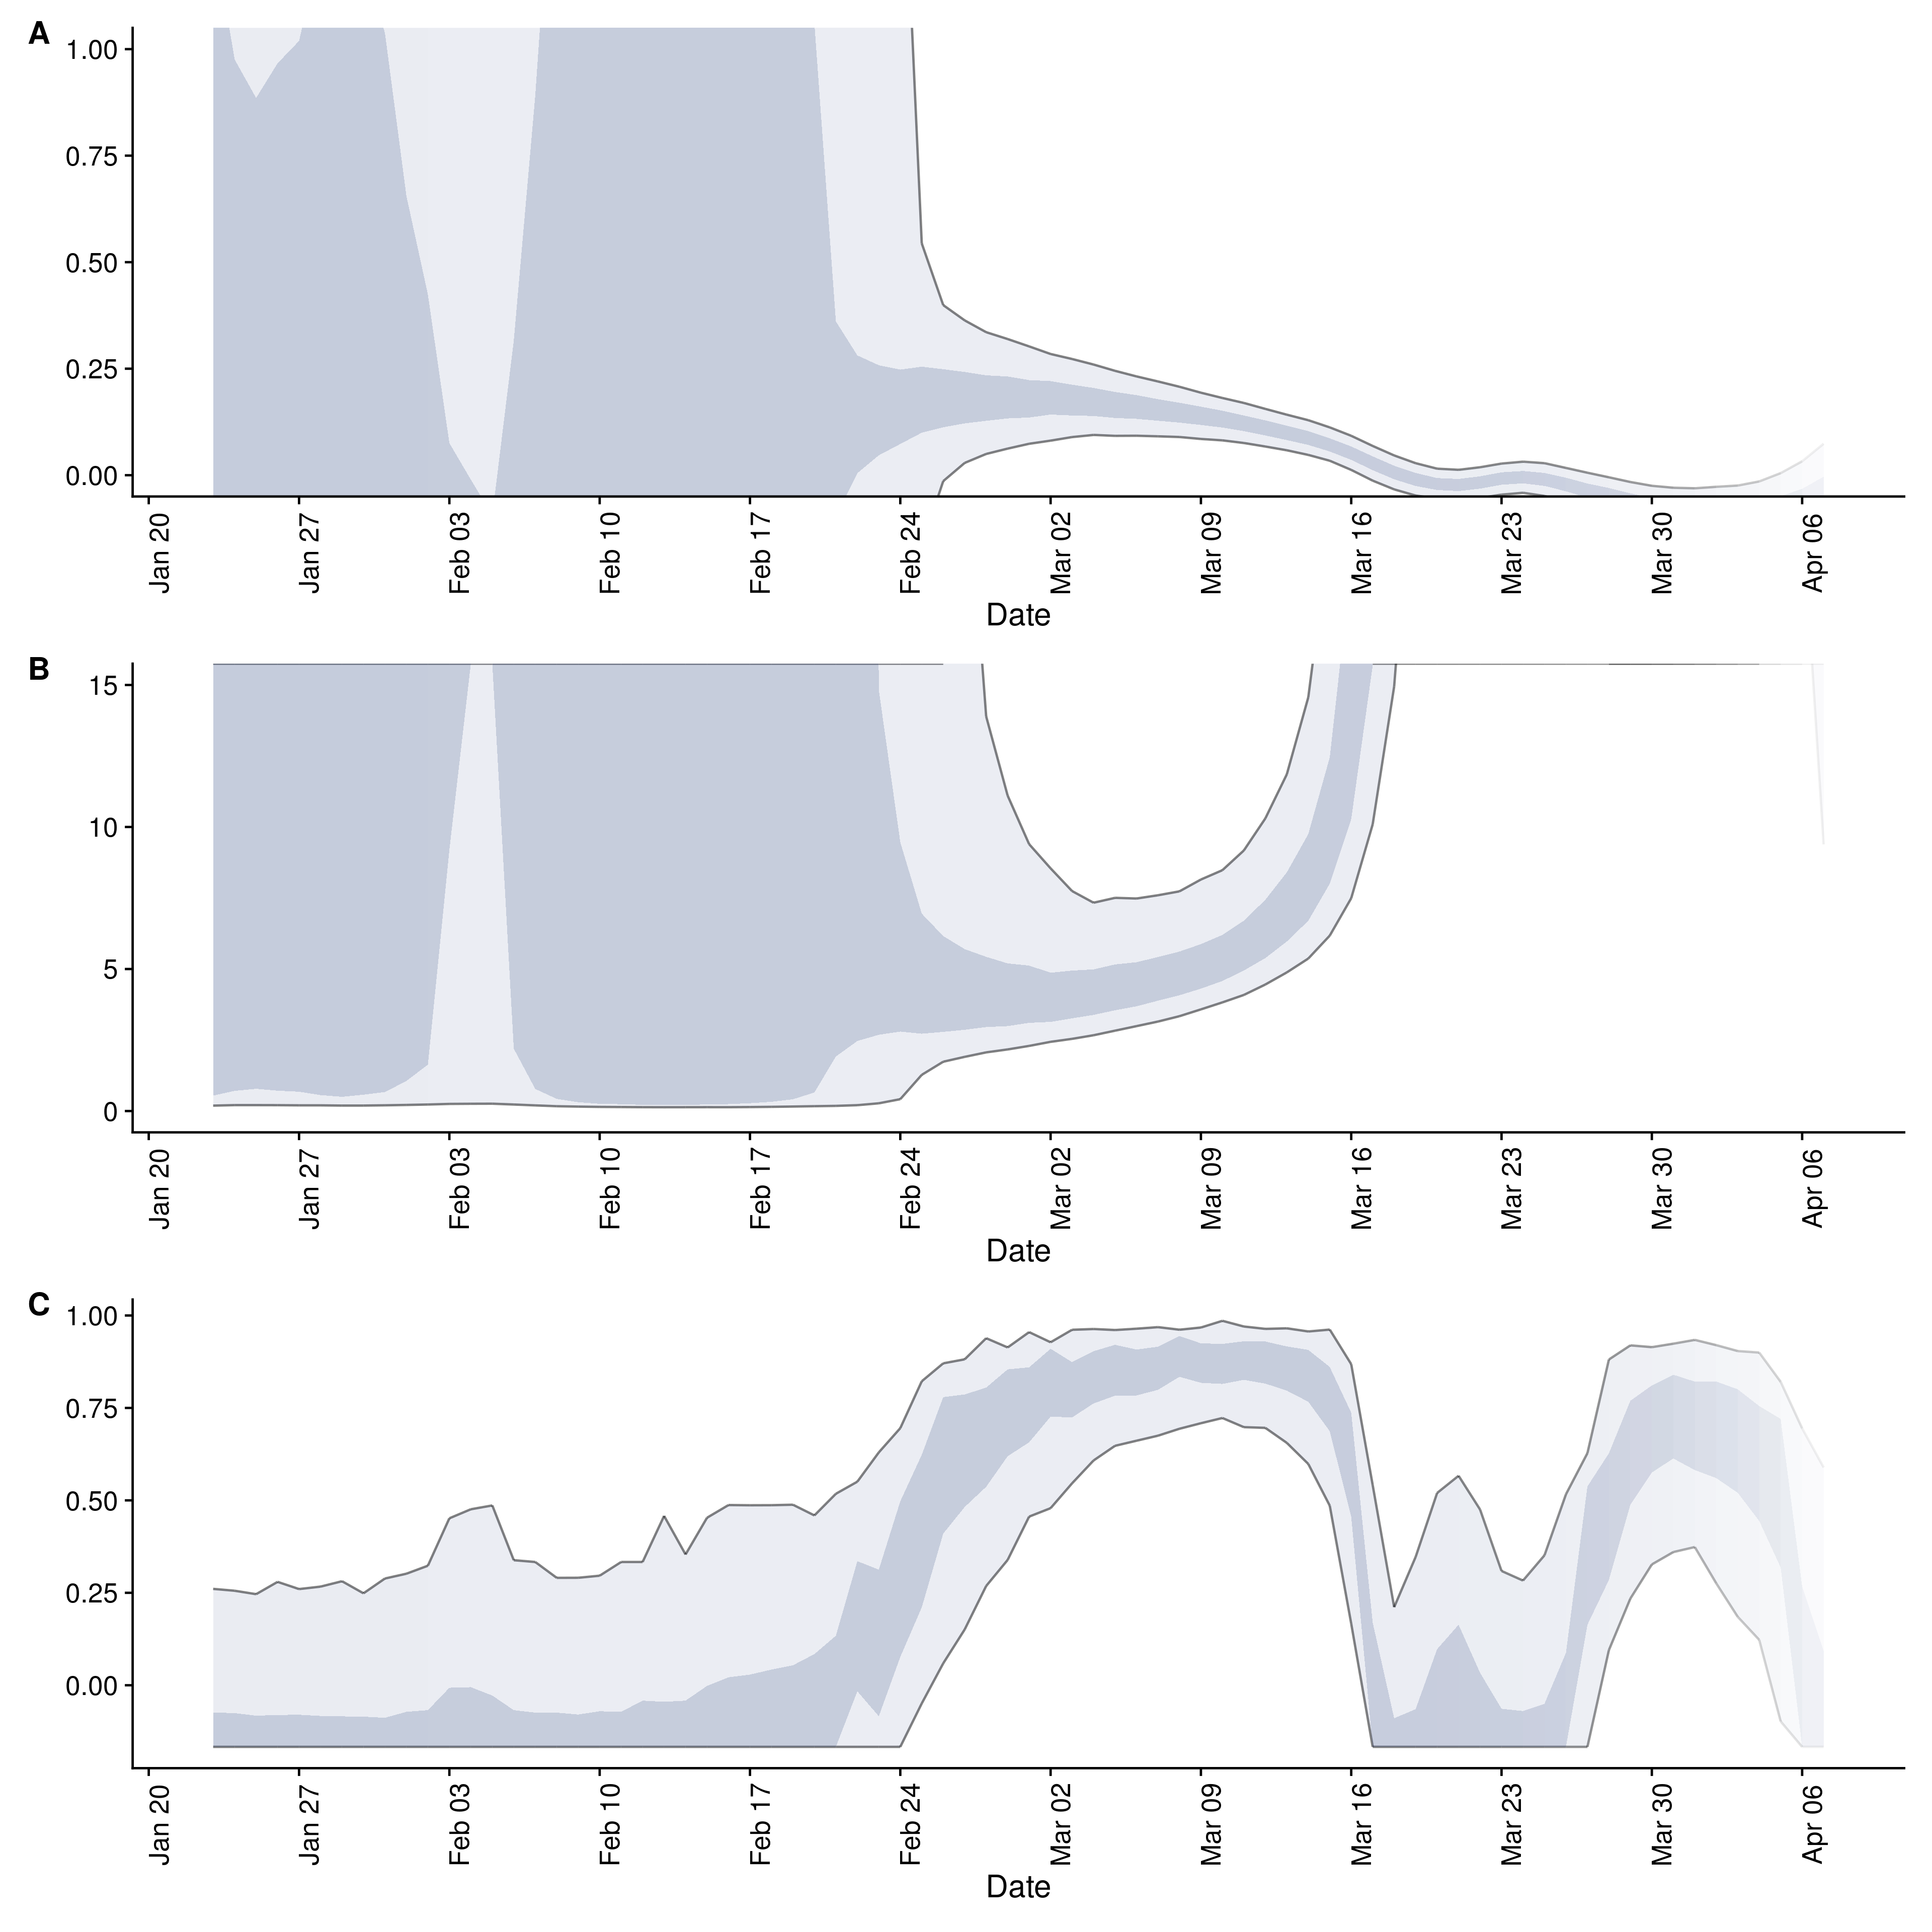 A
1.00
0.75
0.50
0.25
0.00
Jan 20
Jan 27
Feb 03
Feb 10
Feb 17
Feb 24
Mar 02
Mar 09
Mar 16
Mar 23
Mar 30
Apr 06
Date
B
15
10
5
0
Jan 20
Jan 27
Feb 03
Feb 10
Feb 17
Feb 24
Mar 02
Mar 09
Mar 16
Mar 23
Mar 30
Apr 06
Date
C
1.00
0.75
0.50
0.25
0.00
Jan 20
Jan 27
Feb 03
Feb 10
Feb 17
Feb 24
Mar 02
Mar 09
Mar 16
Mar 23
Mar 30
Apr 06
Date